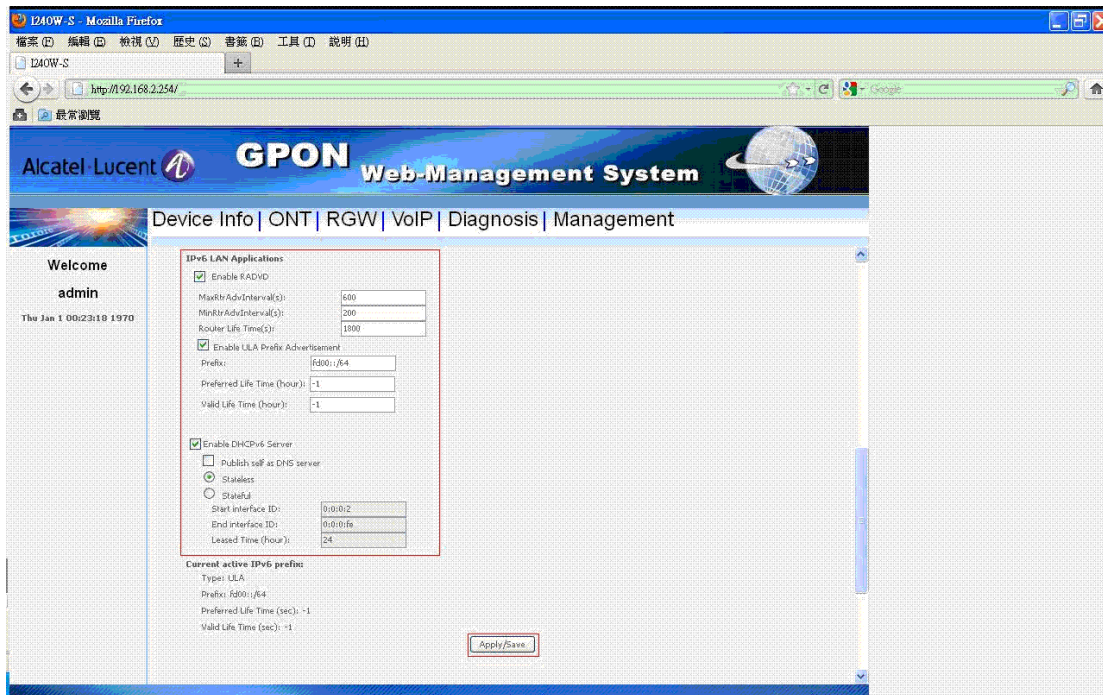 I240W-S - Mozilla Firefox
檔案(F) 編輯(E) 檢視(V) 歷史(S) 書籤(B) 工具(T) 說明(H)
I240W-S
http://192.168.2.254/
Google
最常瀏覽
Alcatel·Lucent
GPON Web-Management System
Device Info| ONT| RGW| VoIP| Diagnosis| Management
Welcome
admin
Thu Jan 1 00:23:18 1970
IPv6 LAN Applications
Enable RADVD
MaxRtrAdvInterval(s): 600
MinRtrAdvInterval(s): 200
Router Life Time(s): 1800
Enable ULA Prefix Advertisement
Prefix: fd00::/64
Preferred Life Time (hour): -1
Valid Life Time (hour): -1
Enable DHCPv6 Server
Publish self as DNS server
Stateless
Stateful
Start interface ID: 0:0:0:2
End interface ID: 0:0:0:fe
Leased Time (hour): 24
Current active IPv6 prefix:
Type: ULA
Prefix: fd00::/64
Preferred Life Time (sec): -1
Valid Life Time (sec): -1
Apply/Save